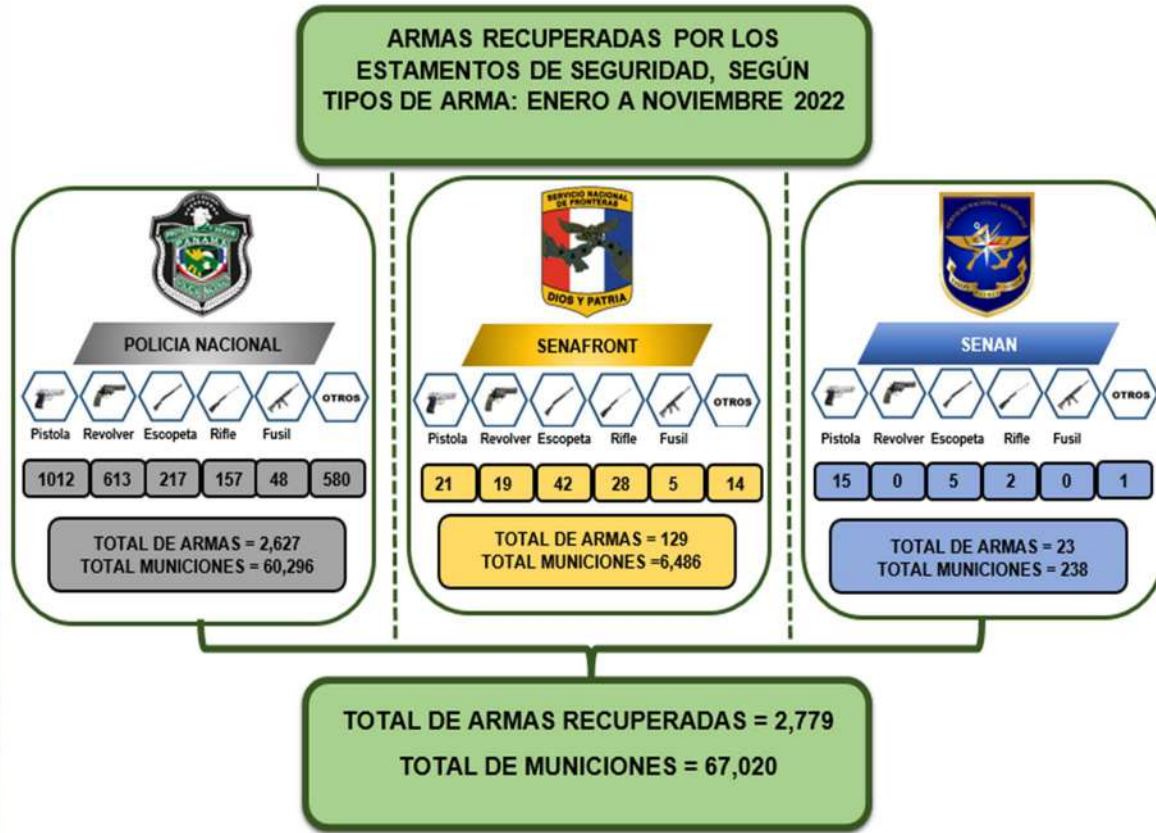 ARMAS RECUPERADAS POR LOS
ESTAMENTOS DE SEGURIDAD, SEGÚN
TIPOS DE ARMA: ENERO A NOVIEMBRE 2022
PANAMA
POLICIA NACIONAL
OTROS
Pistola Revolver Escopeta Rifle Fusil
1012 613 217 157 48 580
TOTAL DE ARMAS = 2,627
TOTAL MUNICIONES = 60,296
SERVICIO NACIONAL
DE FRONTERAS
DIOS Y PATRIA
SENAFRONT
OTROS
Pistola Revolver Escopeta Rifle Fusil
21 19 42 28 5 14
TOTAL DE ARMAS = 129
TOTAL MUNICIONES =6,486
SENAN
OTROS
Pistola Revolver Escopeta Rifle Fusil
15 0 5 2 0 1
TOTAL DE ARMAS = 23
TOTAL MUNICIONES = 238
TOTAL DE ARMAS RECUPERADAS = 2,779
TOTAL DE MUNICIONES = 67,020